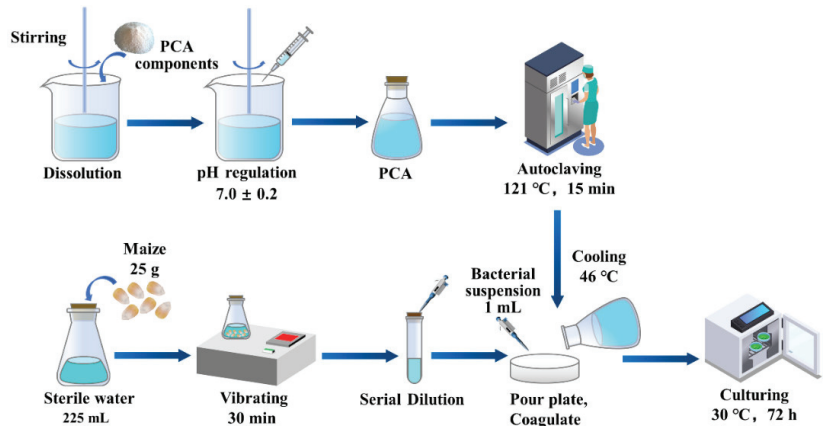 Stirring
PCA
components
Dissolution
pH regulation
7.0 ± 0.2
PCA
Autoclaving
121 °C, 15 min
Maize
25 g
Bacterial
suspension
1 mL
Cooling
46 °C
Sterile water
225 mL
Vibrating
30 min
Serial Dilution
Pour plate,
Coagulate
Culturing
30 °C, 72 h